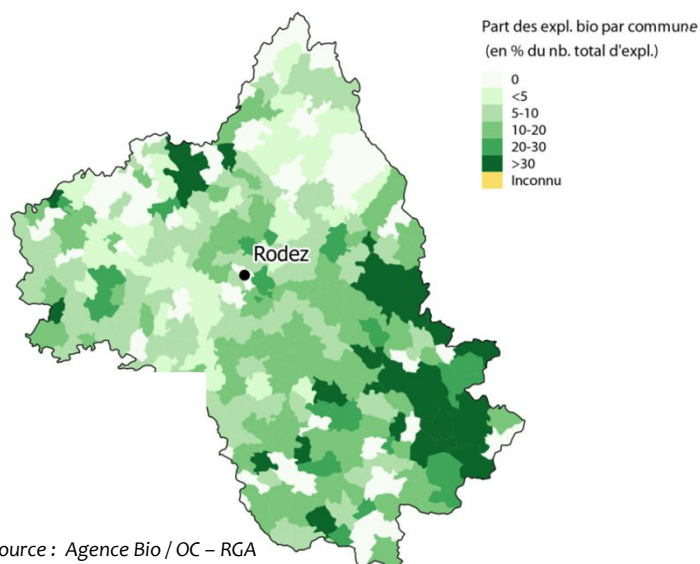 Part des expl. bio par commune
(en % du nb. total d'expl.)
0
<5
5-10
10-20
20-30
>30
Inconnu
Rodez
ource : Agence Bio / OC – RGA